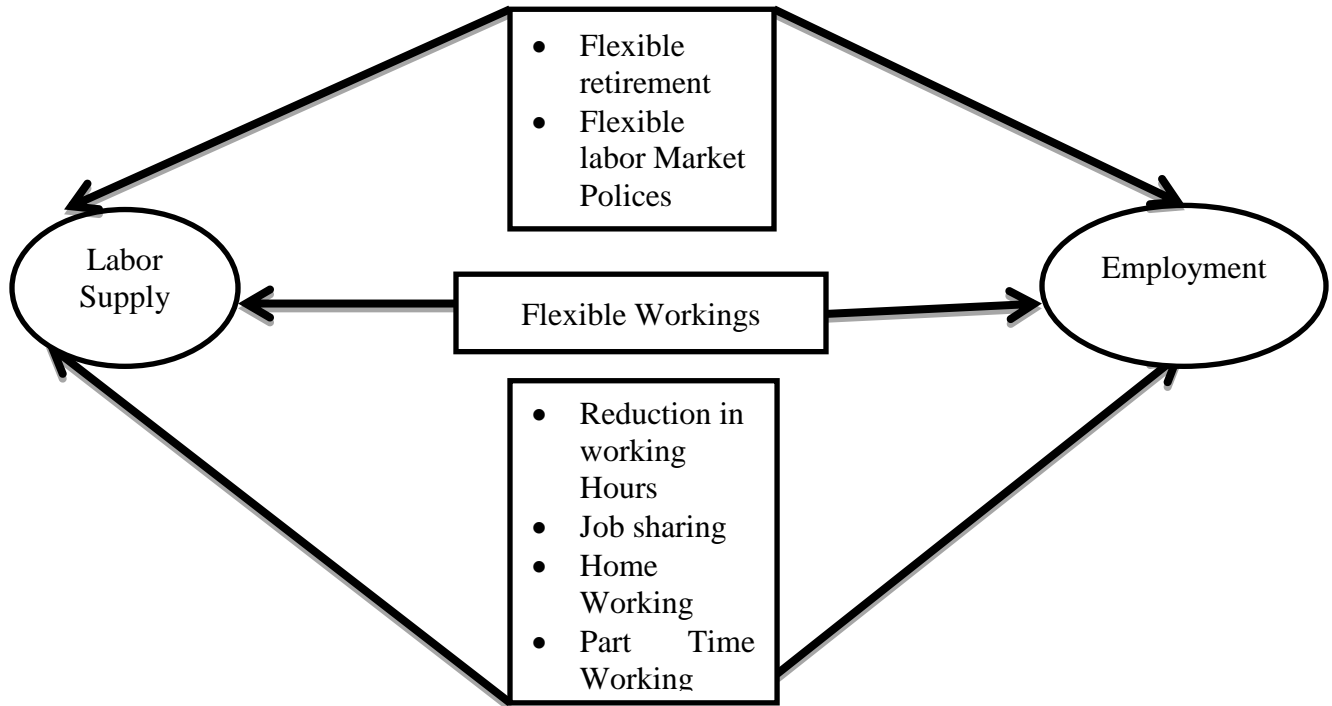 • Flexible
retirement
• Flexible
labor Market
Polices
Labor
Supply
Flexible Workings
Employment
• Reduction in
working
Hours
• Job sharing
• Home
Working
• Part Time
Working